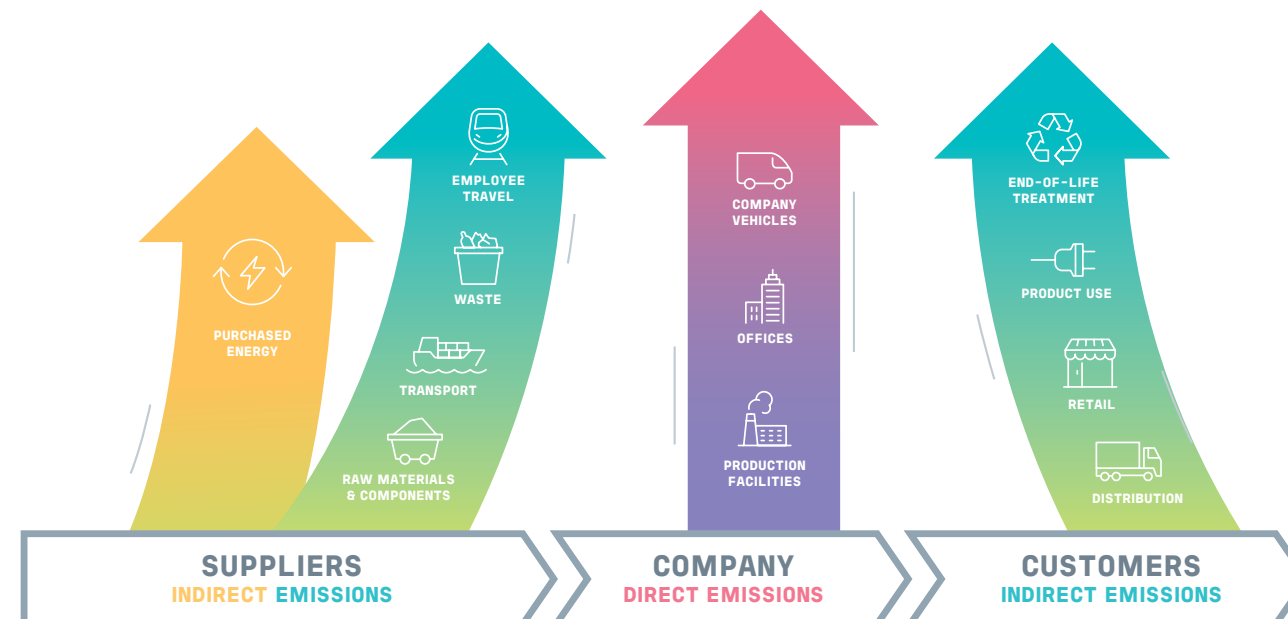 PURCHASED
ENERGY
EMPLOYEE
TRAVEL
WASTE
TRANSPORT
RAW MATERIALS
& COMPONENTS
COMPANY
VEHICLES
OFFICES
PRODUCTION
FACILITIES
END-OF-LIFE
TREATMENT
PRODUCT USE
RETAIL
DISTRIBUTION
SUPPLIERS
INDIRECT EMISSIONS
COMPANY
DIRECT EMISSIONS
CUSTOMERS
INDIRECT EMISSIONS